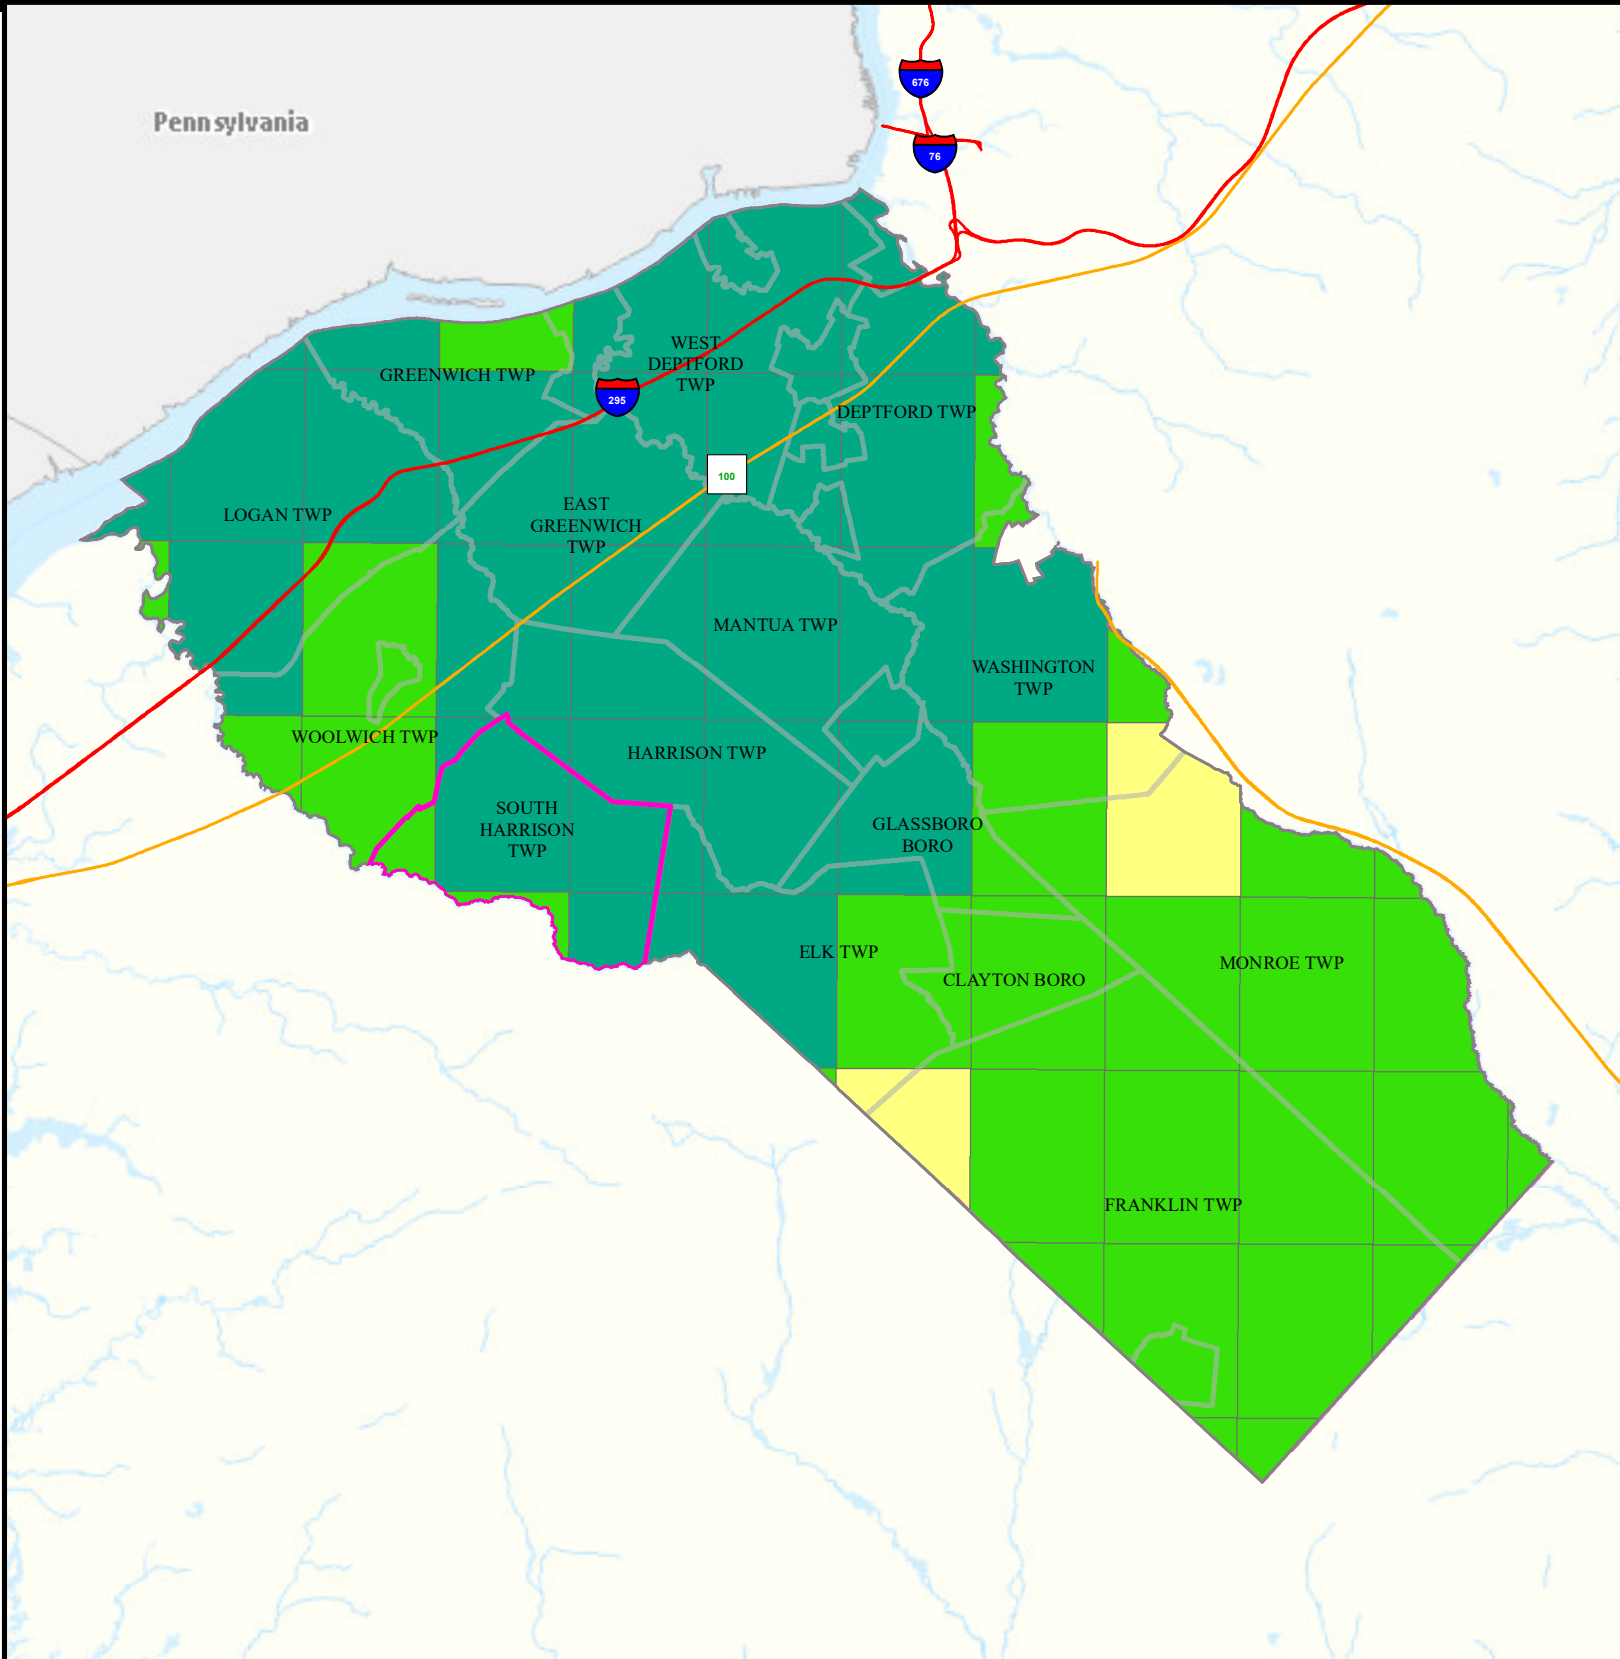 676
Pennsylvania
76
WEST
DEPTFORD
TWP
GREENWICH TWP
295
DEPTFORD TWP
100
LOGAN TWP
EAST
GREENWICH
TWP
MANTUA TWP
WASHINGTON
TWP
WOOLWICH TWP
HARRISON TWP
SOUTH
HARRISON
TWP
GLASSBORO
BORO
ELK TWP
CLAYTON BORO
MONROE TWP
FRANKLIN TWP